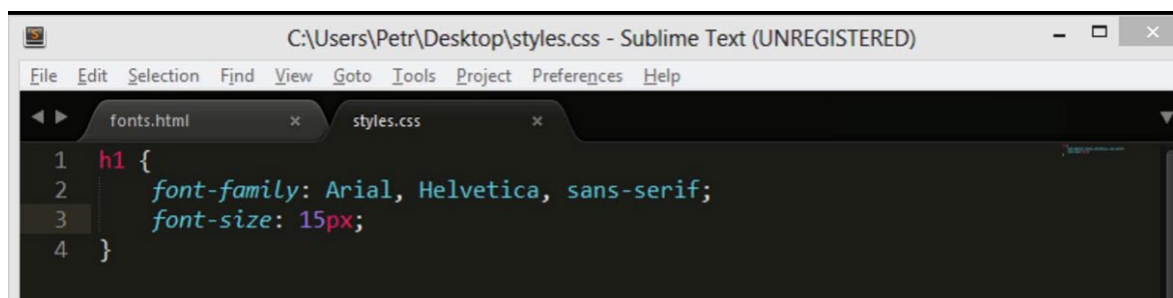 C:\Users\Petr\Desktop\styles.css - Sublime Text (UNREGISTERED)
File Edit Selection Find View Goto Tools Project Preferences Help
fonts.html × styles.css ×
1 h1 {
2     font-family: Arial, Helvetica, sans-serif;
3     font-size: 15px;
4 }